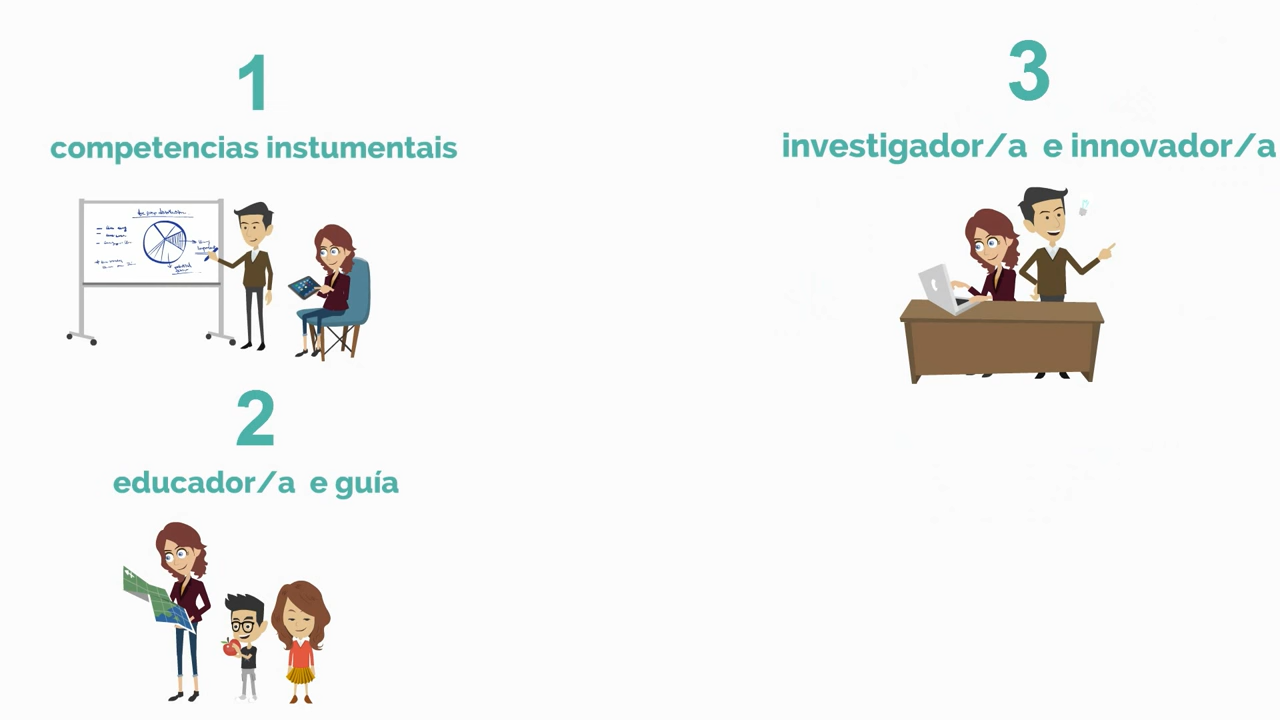 1
competencias instumentais
2
educador/a e guía
3
investigador/a e innovador/a